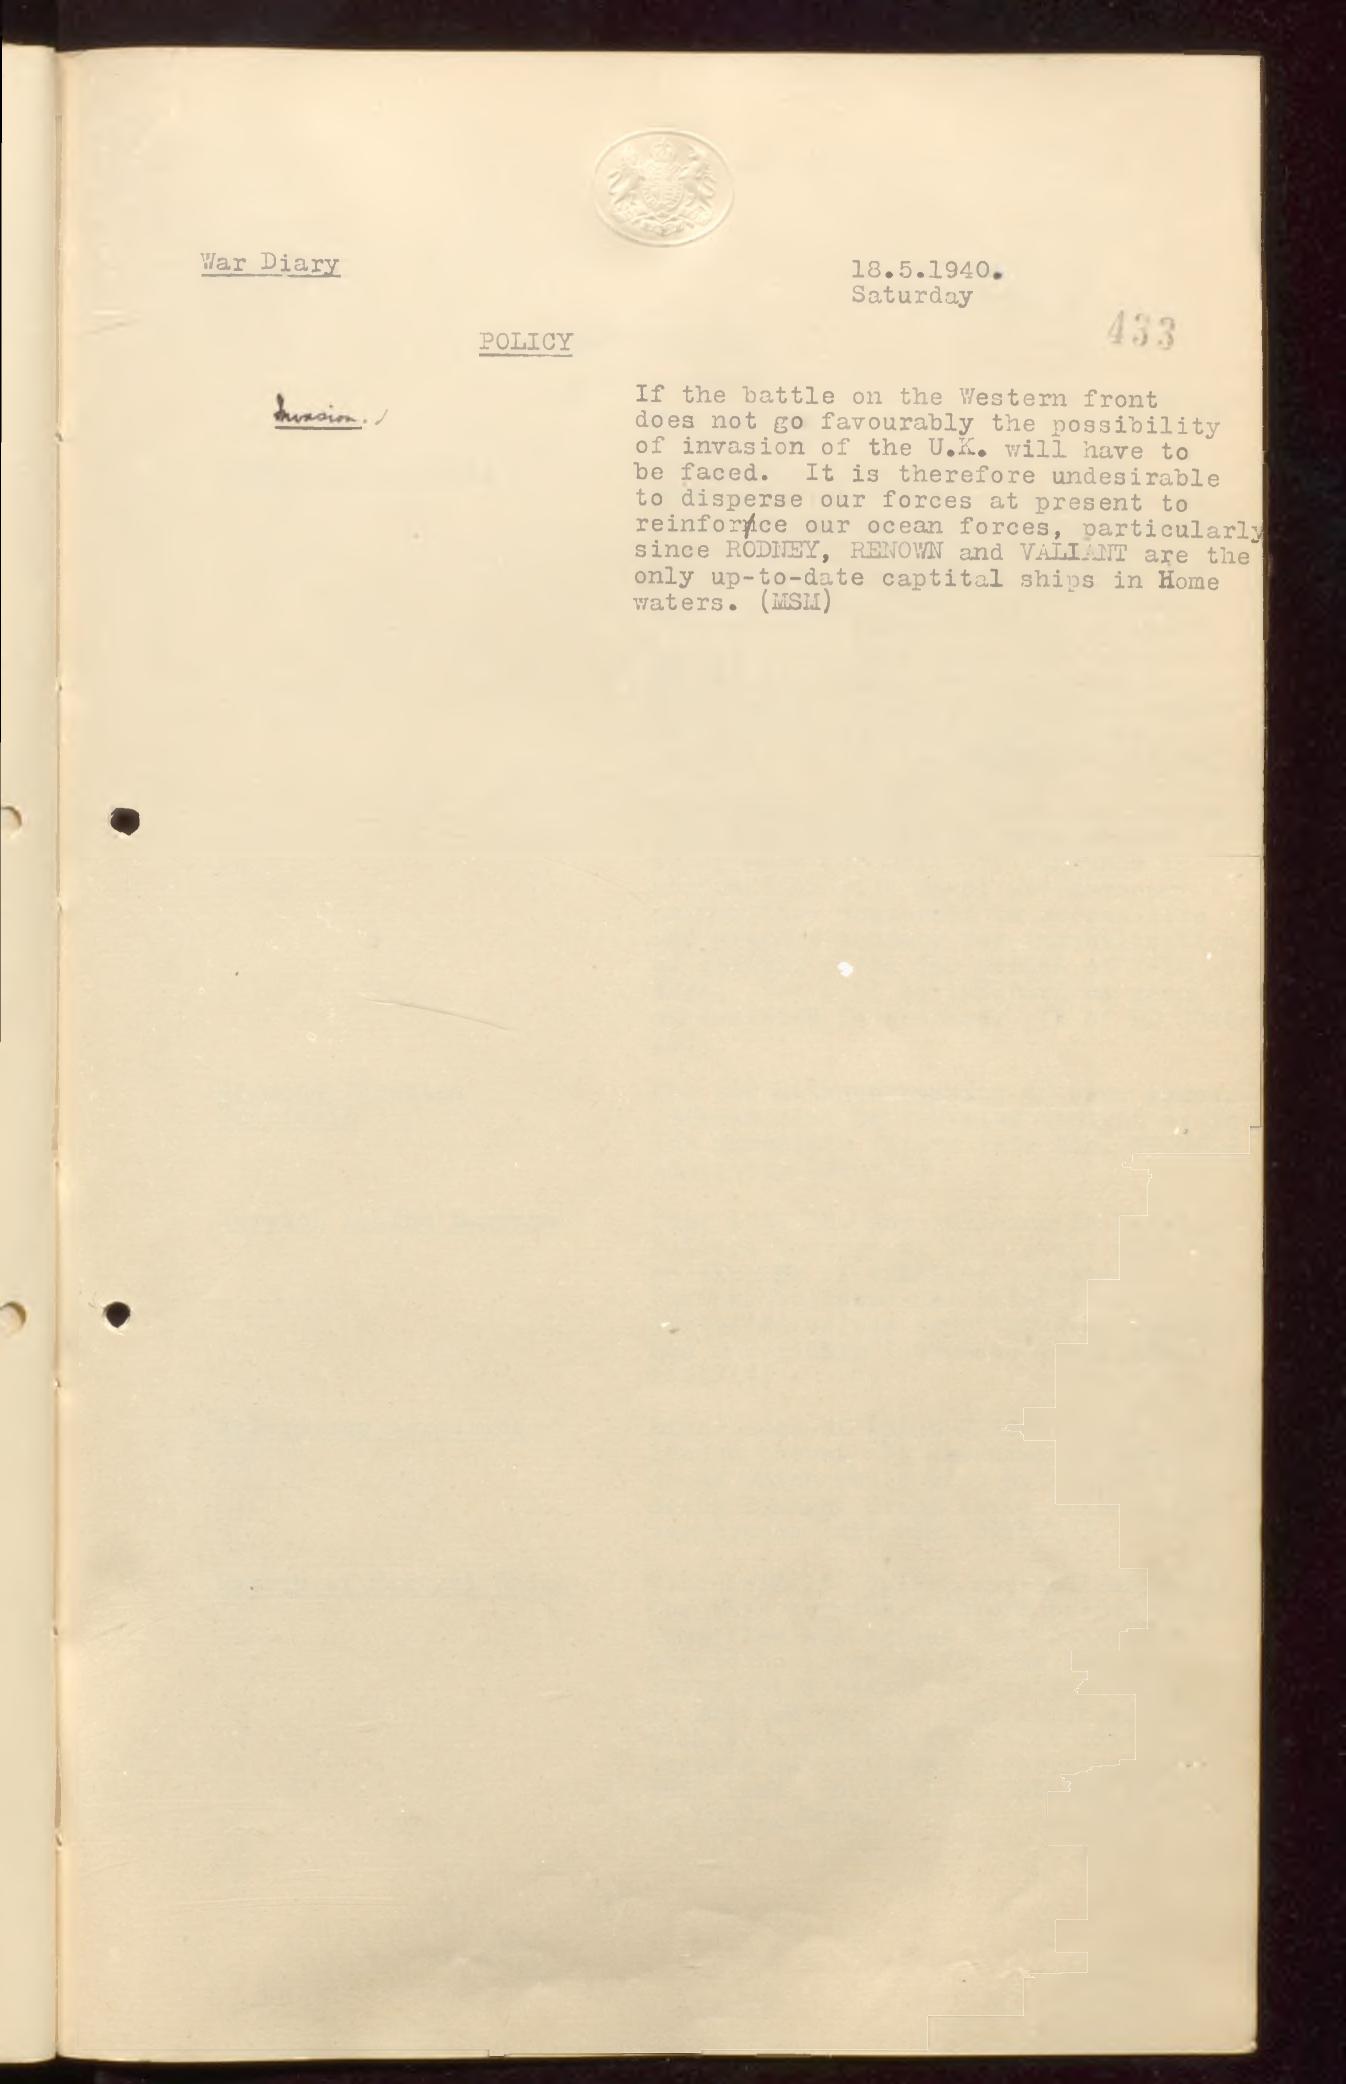 War Diary
18.5.1940.
Saturday
433
POLICY
Invasion.
If the battle on the Western front
does not go favourably the possibility
of invasion of the U.K. will have to
be faced. It is therefore undesirable
to disperse our forces at present to
reinfor/ce our ocean forces, particularly
since RODNEY, RENOWN and VALIANT are the
only up-to-date captital ships in Home
waters. (MSM)